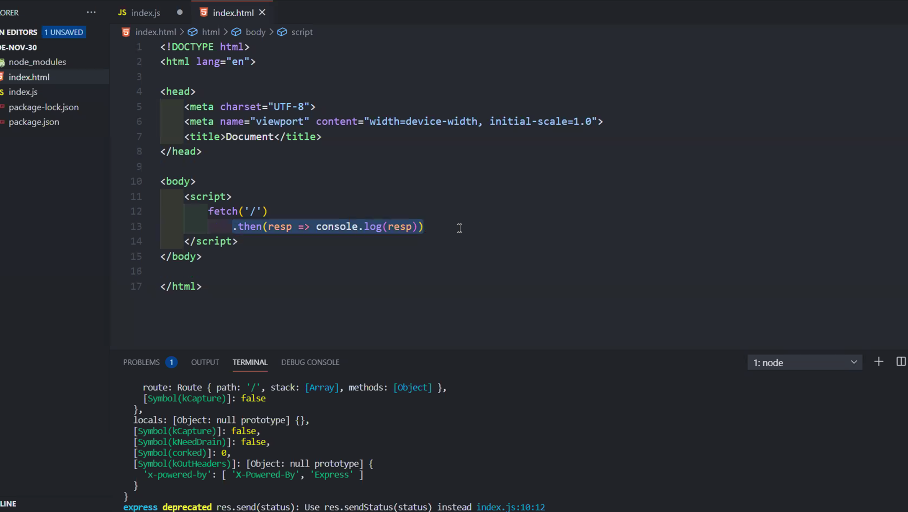 ORER ···
N EDITORS 1 UNSAVED
DE-NOV-30
node_modules
index.html
index.js
package-lock.json
package.json
LINE
index.js ●
index.html ×
index.html > html > body > script
1 <!DOCTYPE html>
2 <html lang="en">
3
4 <head>
5 <meta charset="UTF-8">
6 <meta name="viewport" content="width=device-width, initial-scale=1.0">
7 <title>Document</title>
8 </head>
9
10 <body>
11 <script>
12 fetch('/')
13 .then(resp => console.log(resp))
14 </script>
15 </body>
16
17 </html>
PROBLEMS 1 OUTPUT TERMINAL DEBUG CONSOLE 1: node
route: Route { path: '/', stack: [Array], methods: [Object] },
[Symbol(kCapture)]: false
},
locals: [Object: null prototype] {},
[Symbol(kCapture)]: false,
[Symbol(kNeedDrain)]: false,
[Symbol(corked)]: 0,
[Symbol(kOutHeaders)]: [Object: null prototype] {
'x-powered-by': [ 'X-Powered-By', 'Express' ]
}
}
express deprecated res.send(status): Use res.sendStatus(status) instead index.js:10:12